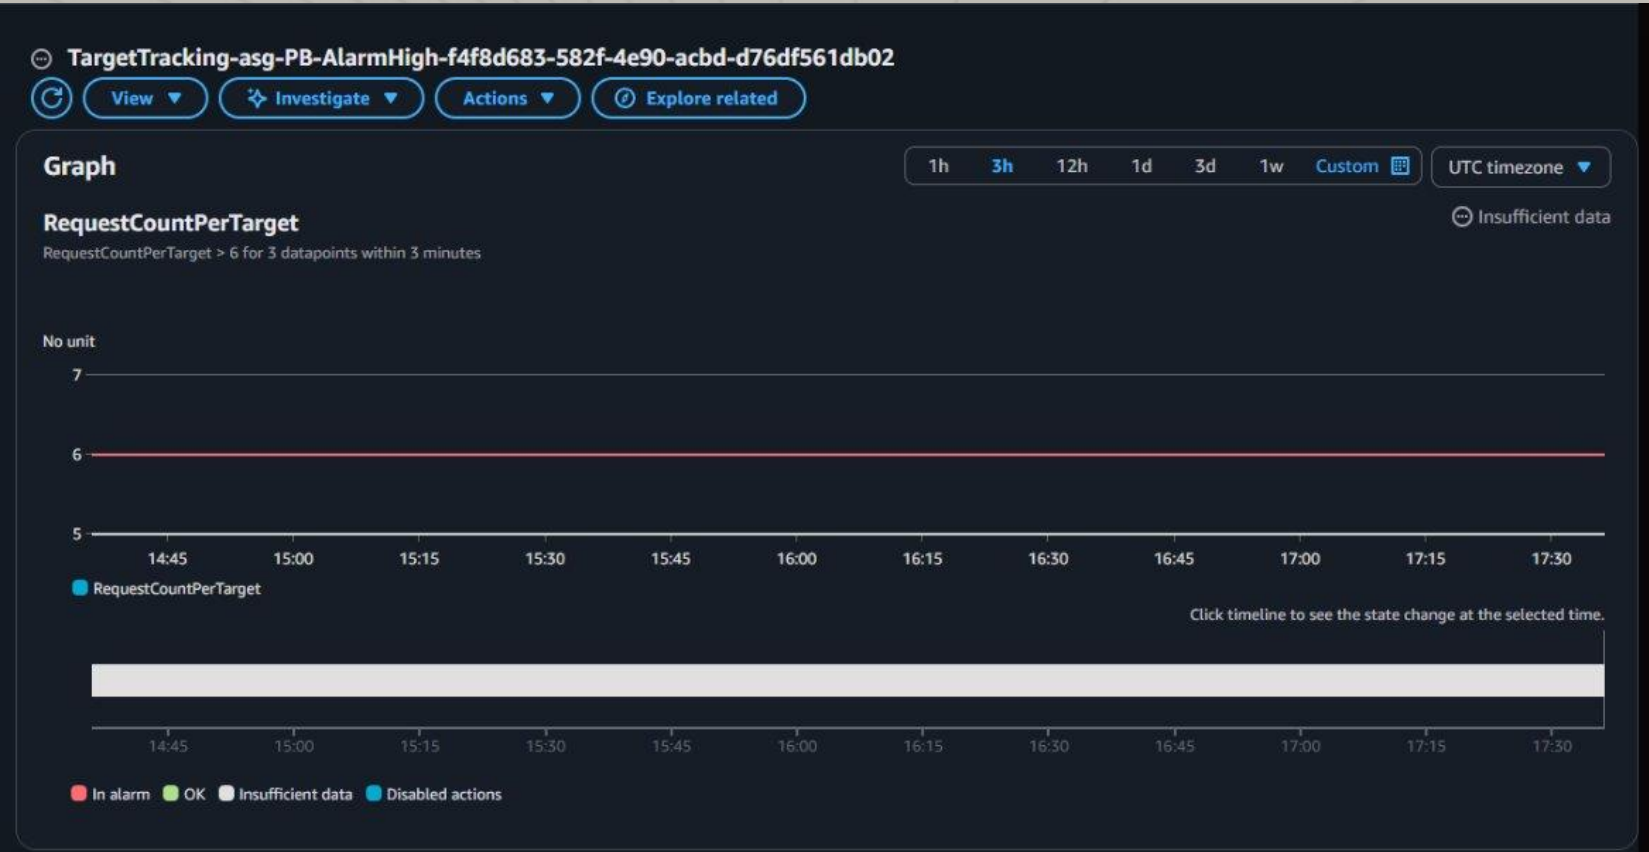 TargetTracking-asg-PB-AlarmHigh-f4f8d683-582f-4e90-acbd-d76df561db02
View Investigate Actions Explore related
Graph 1h 3h 12h 1d 3d 1w Custom UTC timezone
RequestCountPerTarget Insufficient data
RequestCountPerTarget > 6 for 3 datapoints within 3 minutes
No unit
7
6
5
14:45 15:00 15:15 15:30 15:45 16:00 16:15 16:30 16:45 17:00 17:15 17:30
RequestCountPerTarget
Click timeline to see the state change at the selected time.
14:45 15:00 15:15 15:30 15:45 16:00 16:15 16:30 16:45 17:00 17:15 17:30
In alarm OK Insufficient data Disabled actions